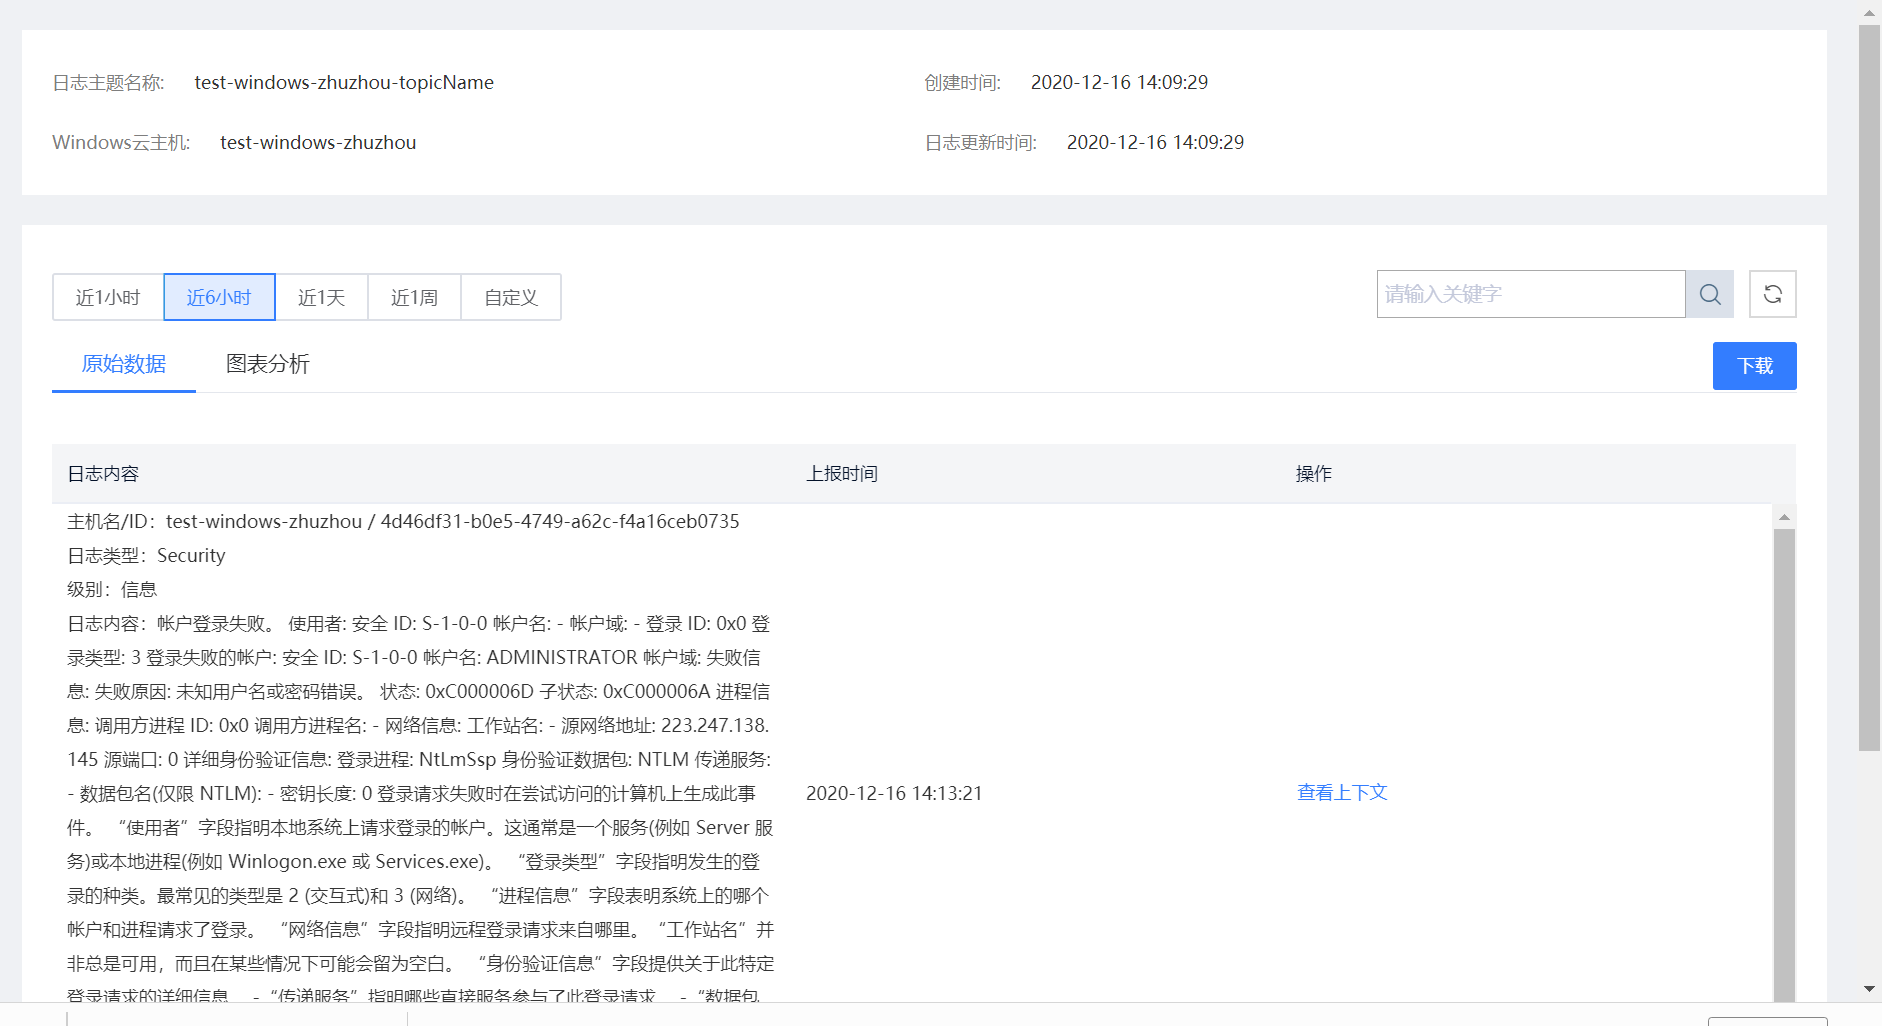 日志主题名称: test-windows-zhuzhou-topicName
创建时间: 2020-12-16 14:09:29
Windows云主机: test-windows-zhuzhou
日志更新时间: 2020-12-16 14:09:29
近1小时 近6小时 近1天 近1周 自定义
请输入关键字
原始数据 图表分析
下载
日志内容 上报时间 操作
主机名/ID：test-windows-zhuzhou / 4d46df31-b0e5-4749-a62c-f4a16ceb0735
日志类型：Security
级别：信息
日志内容：帐户登录失败。 使用者: 安全 ID: S-1-0-0 帐户名: - 帐户域: - 登录 ID: 0x0 登
录类型: 3 登录失败的帐户: 安全 ID: S-1-0-0 帐户名: ADMINISTRATOR 帐户域: 失败信
息: 失败原因: 未知用户名或密码错误。 状态: 0xC000006D 子状态: 0xC000006A 进程信
息: 调用方进程 ID: 0x0 调用方进程名: - 网络信息: 工作站名: - 源网络地址: 223.247.138.
145 源端口: 0 详细身份验证信息: 登录进程: NtLmSsp 身份验证数据包: NTLM 传递服务:
- 数据包名(仅限 NTLM): - 密钥长度: 0 登录请求失败时在尝试访问的计算机上生成此事
件。 “使用者”字段指明本地系统上请求登录的帐户。这通常是一个服务(例如 Server 服
务)或本地进程(例如 Winlogon.exe 或 Services.exe)。 “登录类型”字段指明发生的登
录的种类。最常见的类型是 2 (交互式)和 3 (网络)。 “进程信息”字段表明系统上的哪个
帐户和进程请求了登录。 “网络信息”字段指明远程登录请求来自哪里。“工作站名”并
非总是可用，而且在某些情况下可能会留为空白。 “身份验证信息”字段提供关于此特定
登录请求的详细信息。 -“传递服务”指明哪些直接服务参与了此登录请求。 -“数据包
2020-12-16 14:13:21
查看上下文